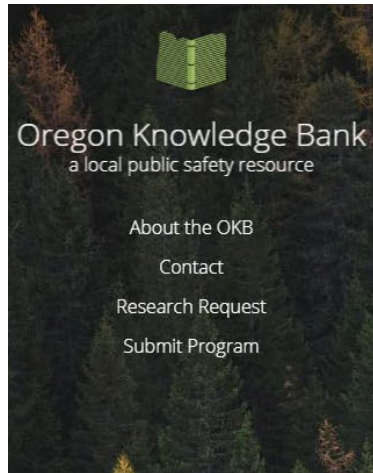 Oregon Knowledge Bank
a local public safety resource
About the OKB
Contact
Research Request
Submit Program